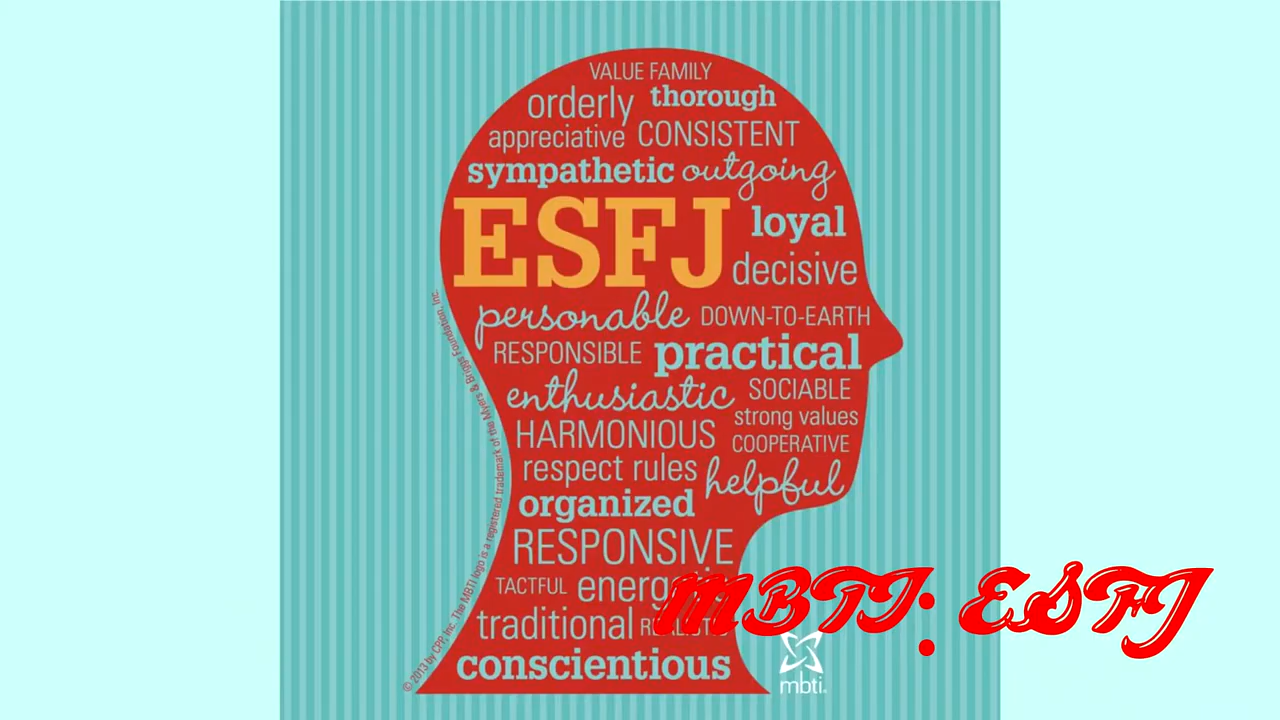 VALUE FAMILY
orderly thorough
appreciative CONSISTENT
sympathetic outgoing
ESFJ loyal
decisive
personable DOWN-TO-EARTH
RESPONSIBLE practical
enthusiastic SOCIABLE
strong values
HARMONIOUS COOPERATIVE
respect rules helpful
organized
RESPONSIVE
TACTFUL energetic
traditional REALISTIC
conscientious
MBTI: ESFJ
mbti®
© 2013 by CPP, Inc. The MBTI logo is a registered trademark of the Myers & Briggs Foundation, Inc.